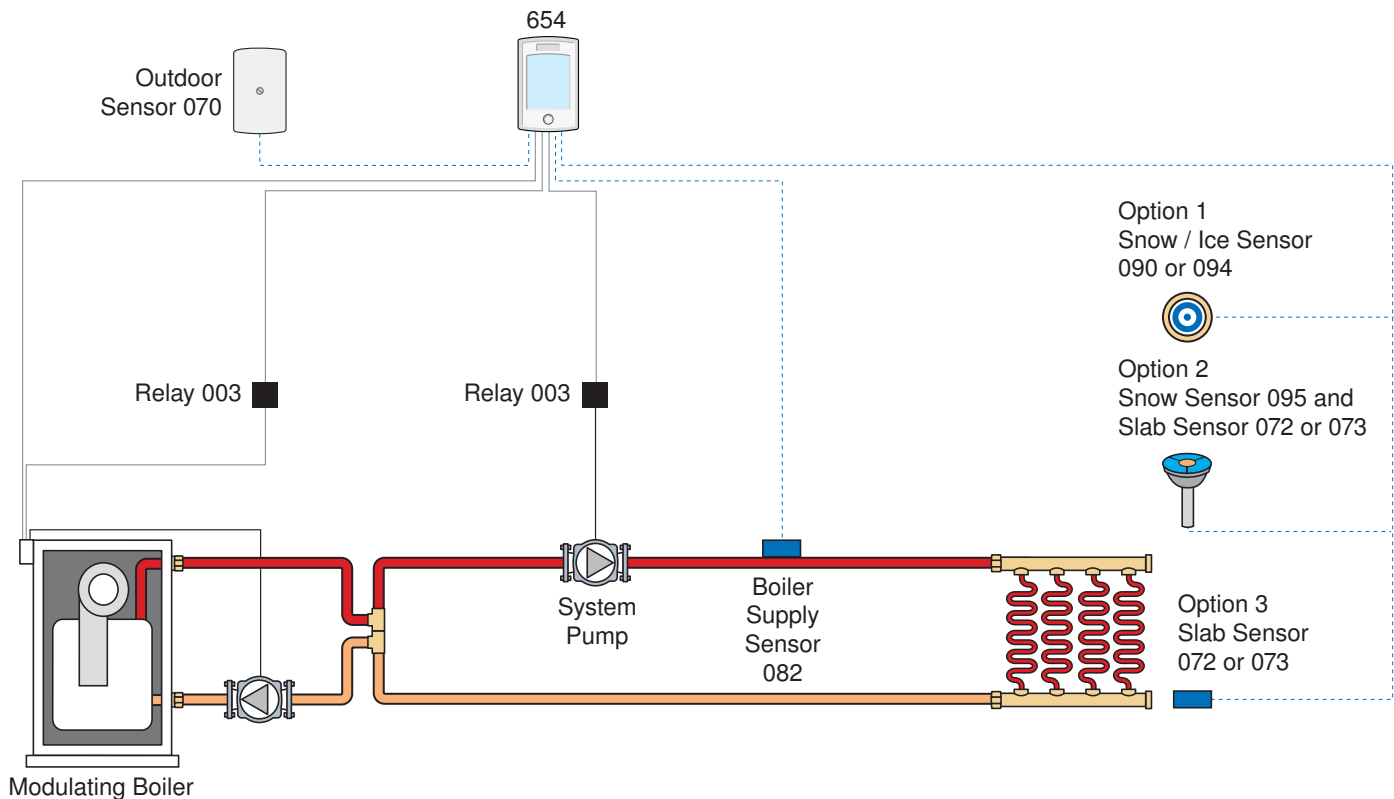 654
Outdoor
Sensor 070
Option 1
Snow / Ice Sensor
090 or 094
Option 2
Snow Sensor 095 and
Slab Sensor 072 or 073
Relay 003
Relay 003
System
Pump
Boiler
Supply
Sensor
082
Option 3
Slab Sensor
072 or 073
Modulating Boiler